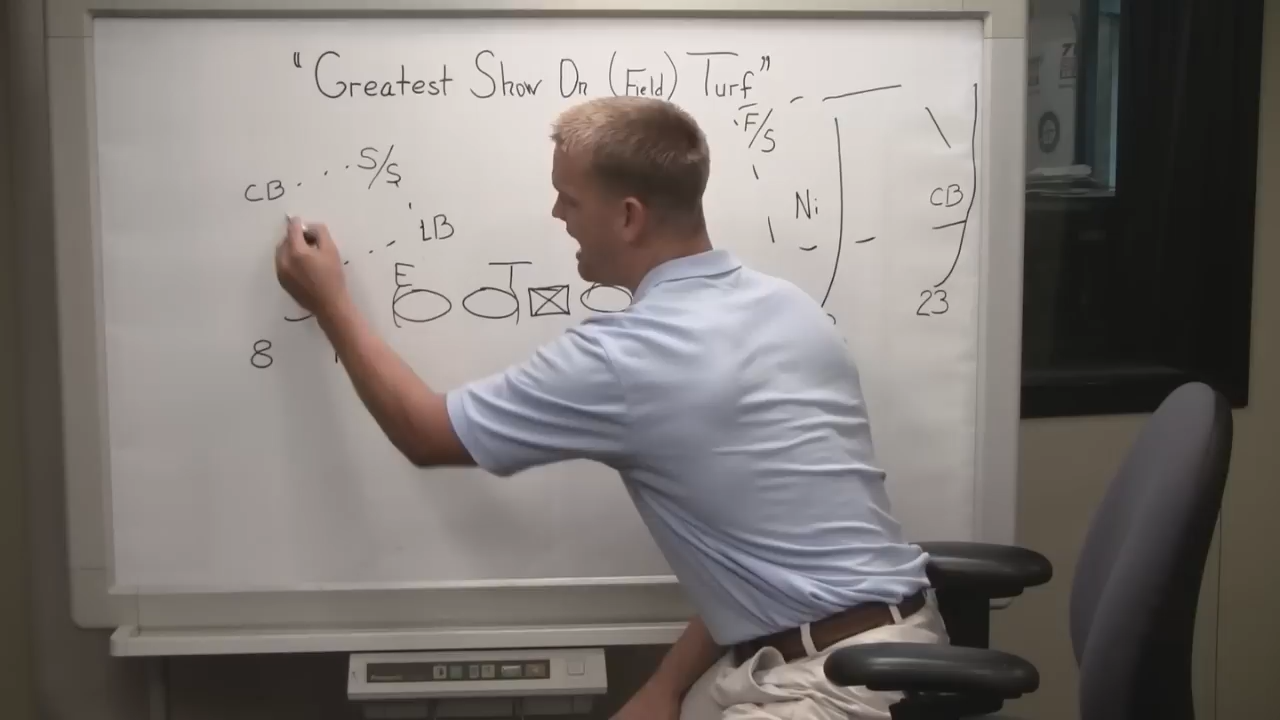 "Greatest Show On (Field) Turf"
F/S
S/S
CB
Ni
CB
LB
E
T
23
8